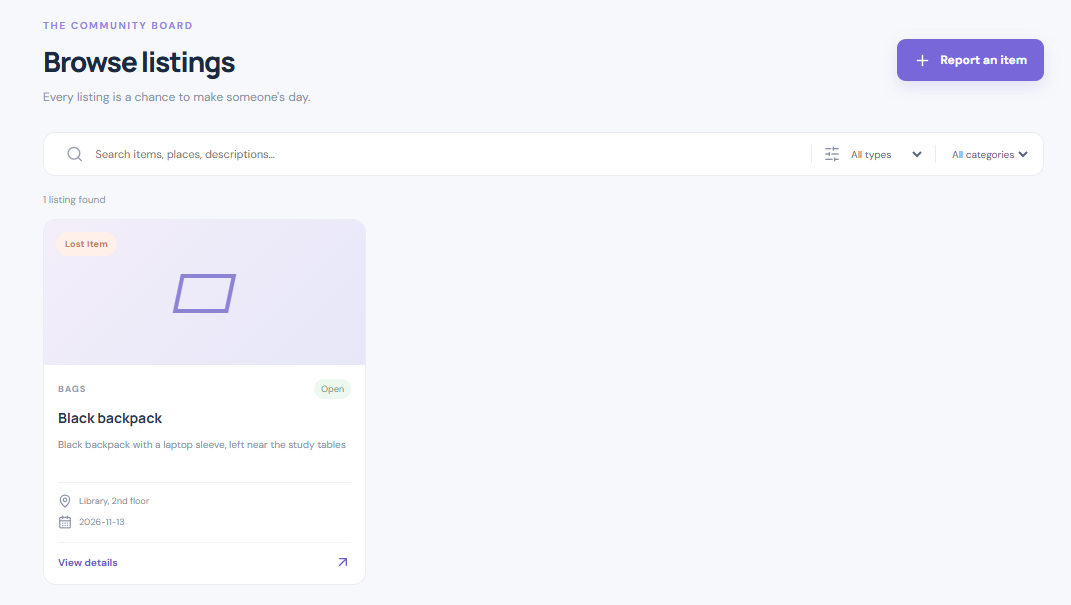 THE COMMUNITY BOARD
Browse listings
Every listing is a chance to make someone's day.
Report an item
Search items, places, descriptions...
All types
All categories
1 listing found
Lost Item
BAGS
Open
Black backpack
Black backpack with a laptop sleeve, left near the study tables
Library, 2nd floor
2026-11-13
View details